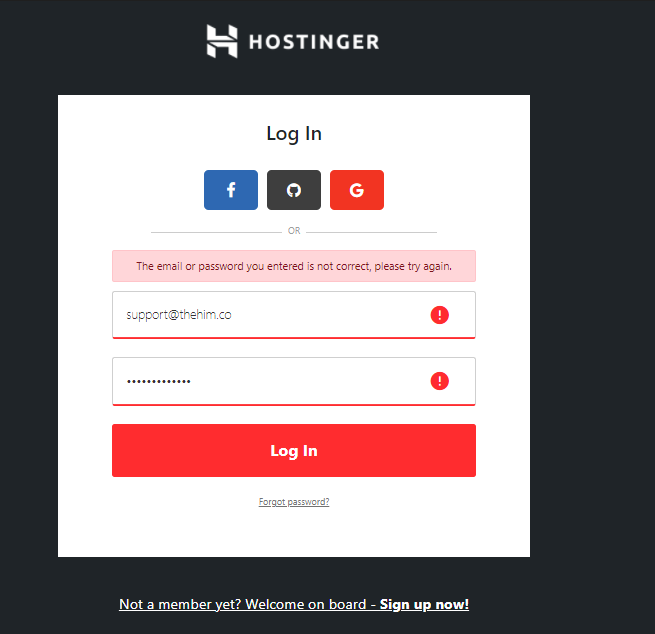 HOSTINGER
Log In
OR
The email or password you entered is not correct, please try again.
support@thehim.co
•••••••••••••
Log In
Forgot password?
Not a member yet? Welcome on board - Sign up now!